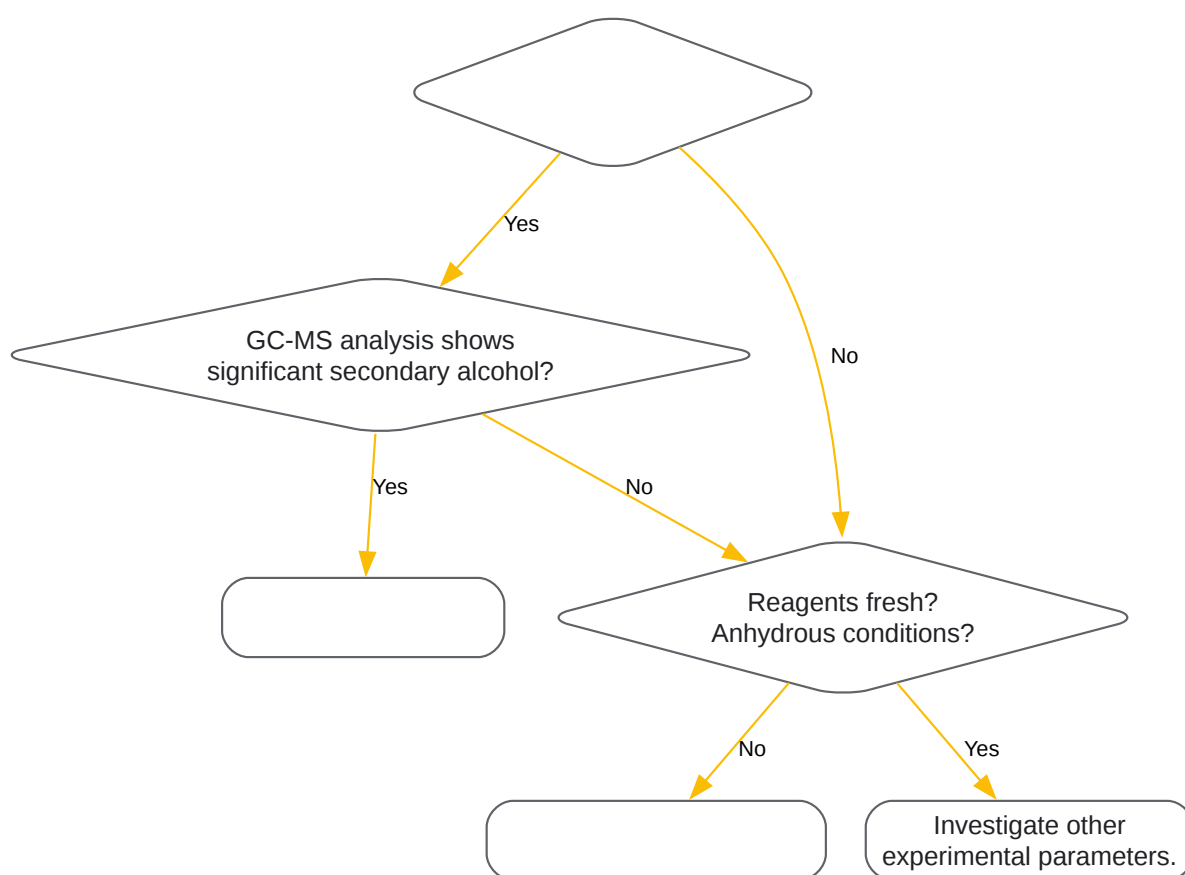 Yes
GC-MS analysis shows
significant secondary alcohol?
No
Yes
No
Reagents fresh?
Anhydrous conditions?
No
Yes
Investigate other
experimental parameters.